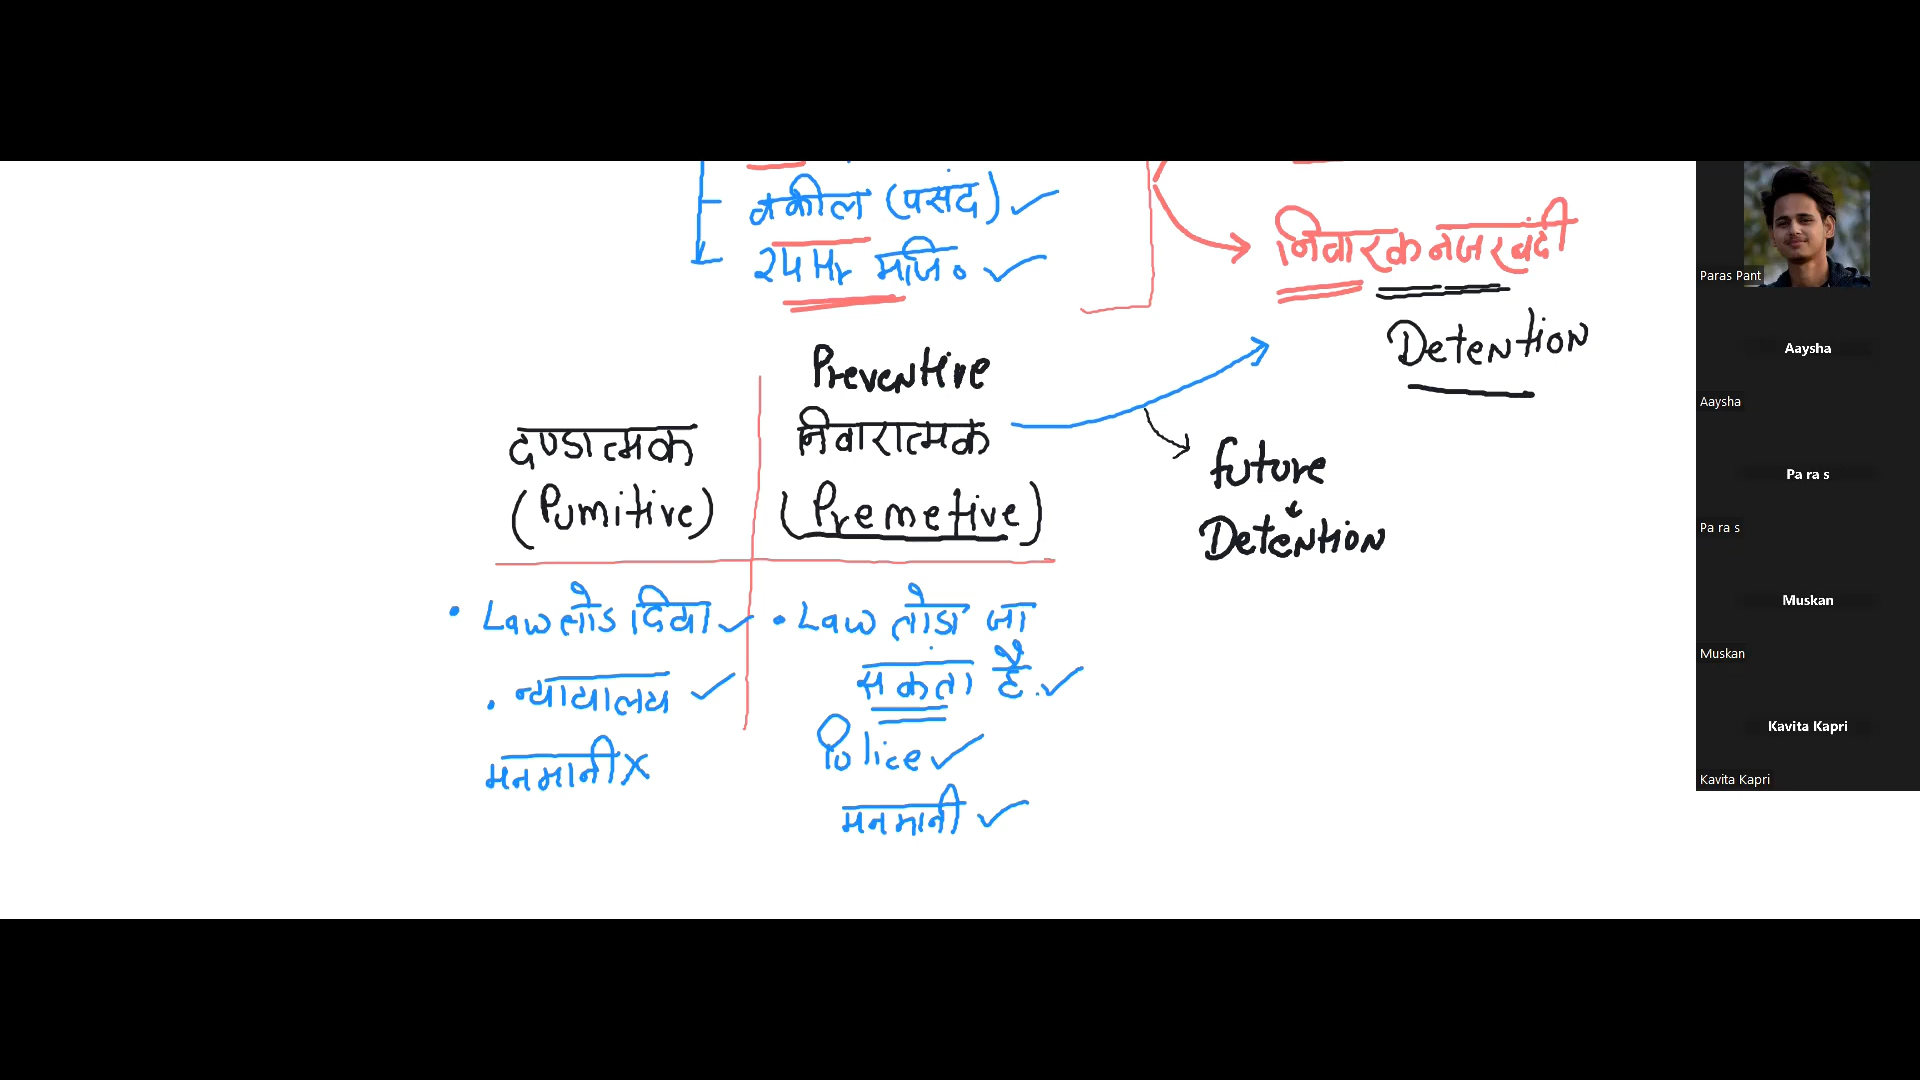 वकील (पसंद) ✓
24 Hr मजि० ✓
निवारक नजरबंदी
Detention
Preventive
दण्डात्मक
(Pumitive)
निवारात्मक
(Premetive)
future
Detention
• Law तोड दिया ✓
• न्यायालय ✓
मनमानी X
• Law तोडा जा
सकता है. ✓
Police ✓
मनमानी ✓
Paras Pant
Aaysha
Aaysha
Pa ra s
Pa ra s
Muskan
Muskan
Kavita Kapri
Kavita Kapri